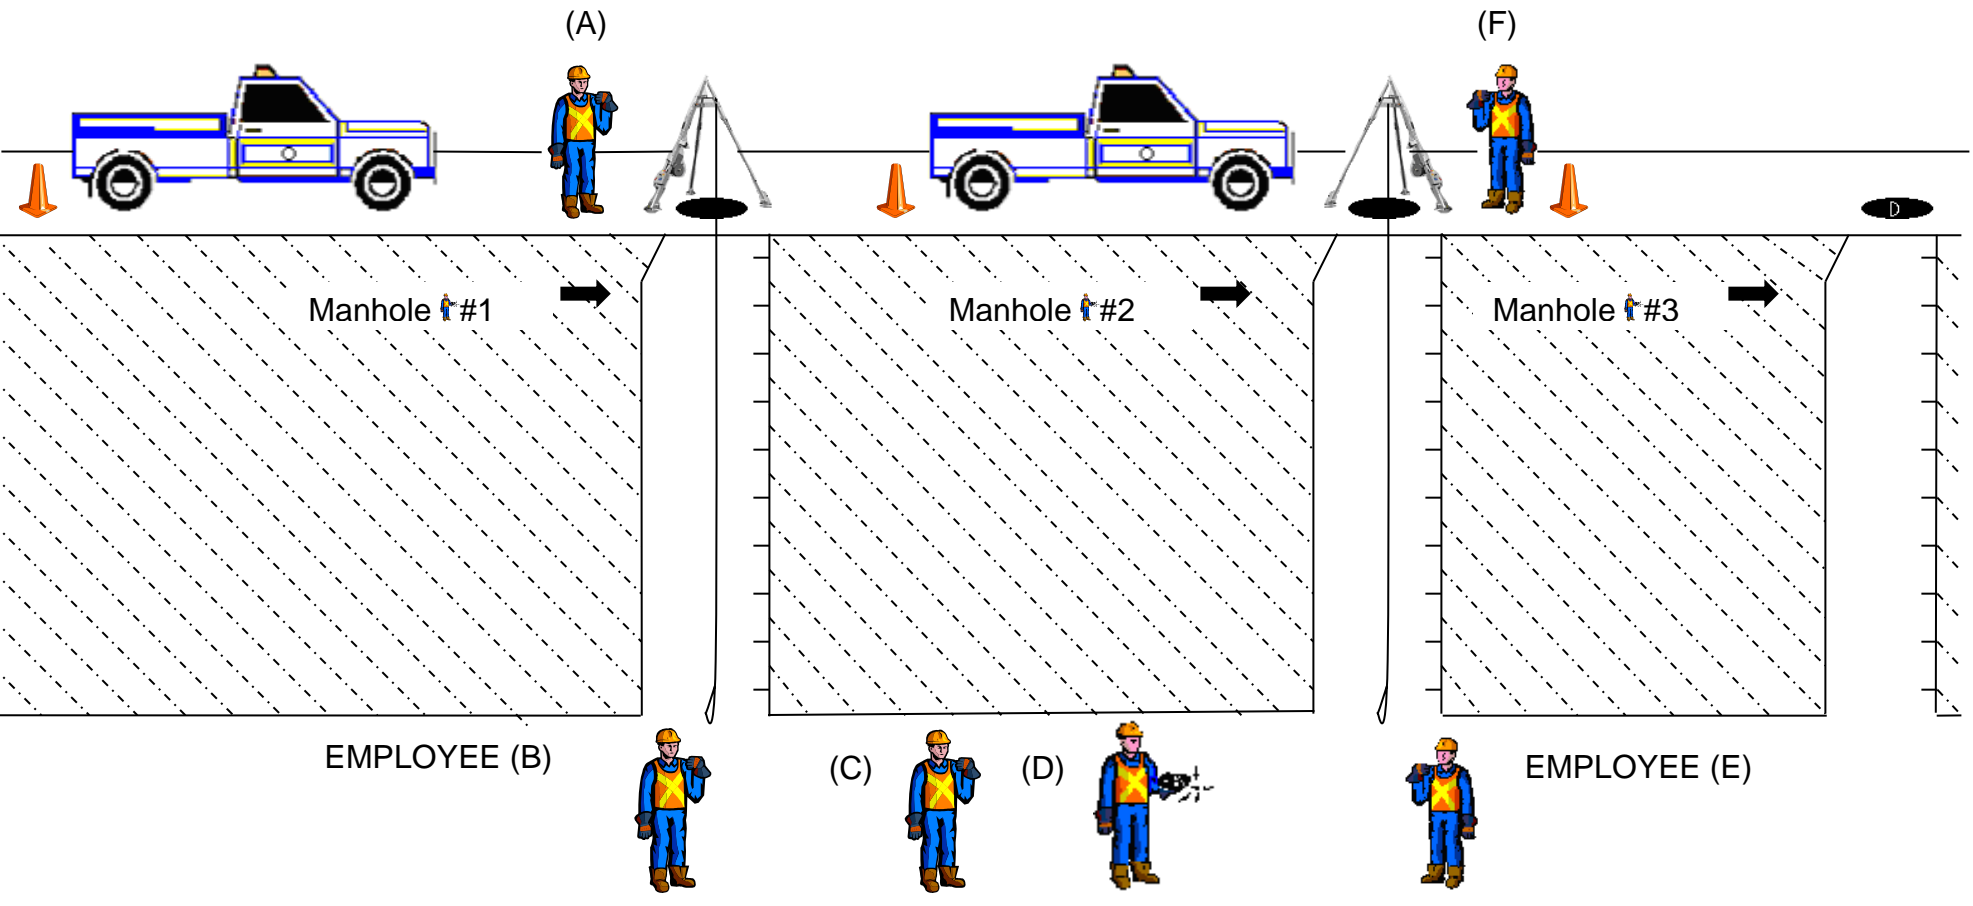 (A)
(F)
D
Manhole #1
Manhole #2
Manhole #3
EMPLOYEE (B)
(C)
(D)
EMPLOYEE (E)